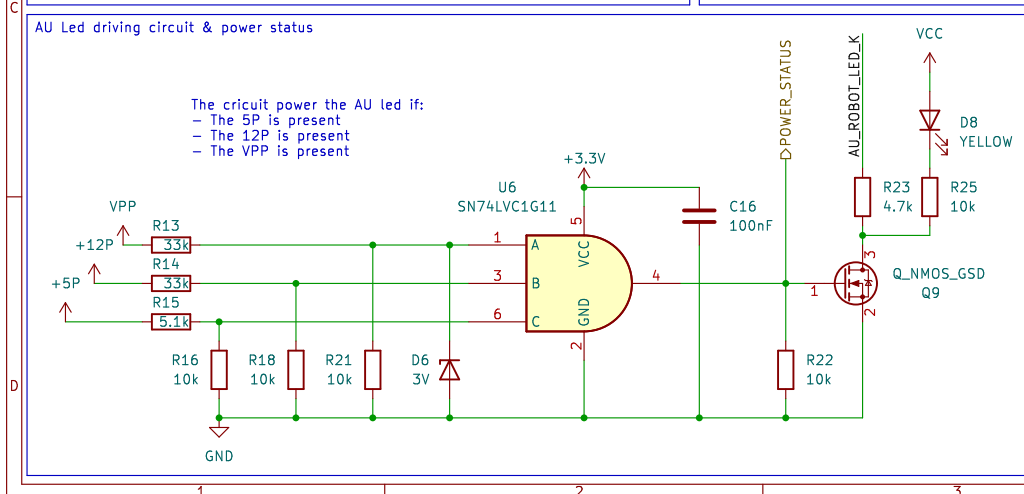 C
AU Led driving circuit & power status
The cricuit power the AU led if:
- The 5P is present
- The 12P is present
- The VPP is present
POWER_STATUS
AU_ROBOT_LED_K
VCC
D8
YELLOW
+3.3V
U6
SN74LVC1G11
C16
100nF
R23
4.7k
R25
10k
VPP
+12P
+5P
R13
33k
R14
33k
R15
5.1k
1
3
6
A
B
C
5
VCC
GND
2
4
1
3
2
Q_NMOS_GSD
Q9
R16
10k
R18
10k
R21
10k
D6
3V
R22
10k
GND
D
1
2
3